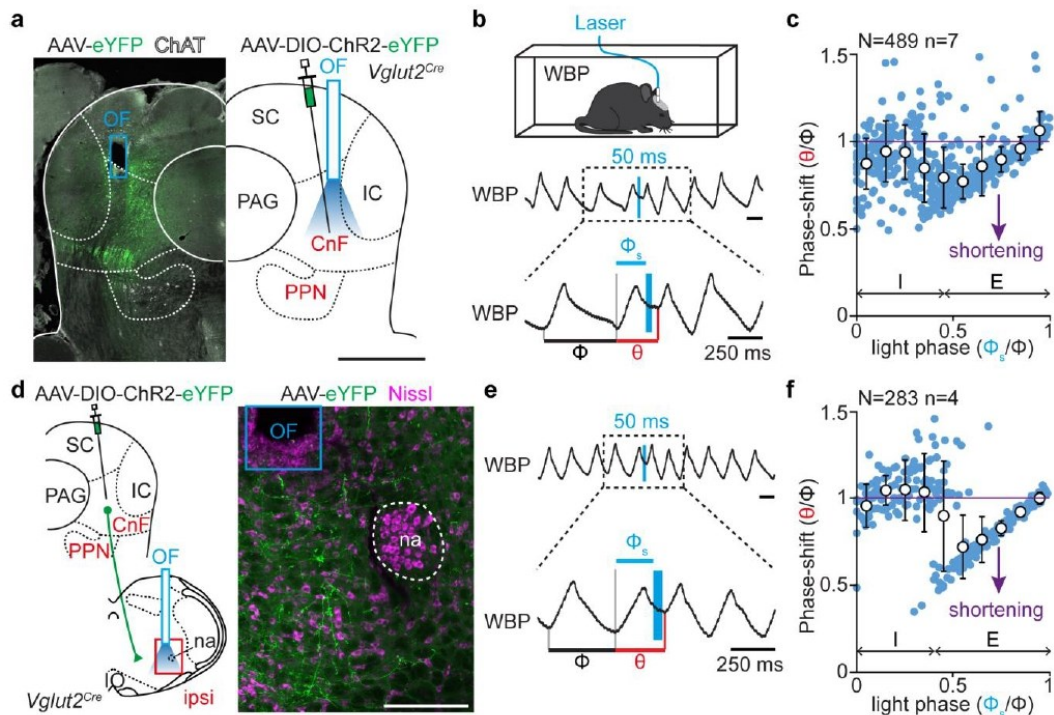 a
AAV-eYFP ChAT
AAV-DIO-ChR2-eYFP
OF
Vglut2Cre
OF
SC
PAG
IC
CnF
PPN
b
Laser
WBP
50 ms
WBP
Φs
WBP
Φ
θ
250 ms
c
N=489 n=7
Phase-shift (θ/Φ)
1.5
1
0.5
0
shortening
I
E
0
0.5
1
light phase (Φs/Φ)
d
AAV-DIO-ChR2-eYFP
SC
PAG
IC
CnF
PPN
OF
na
IO
ipsi
Vglut2Cre
AAV-eYFP Nissl
OF
na
e
50 ms
WBP
Φs
WBP
Φ
θ
250 ms
f
N=283 n=4
Phase-shift (θ/Φ)
1.5
1
0.5
0
shortening
I
E
0
0.5
1
light phase (Φs/Φ)